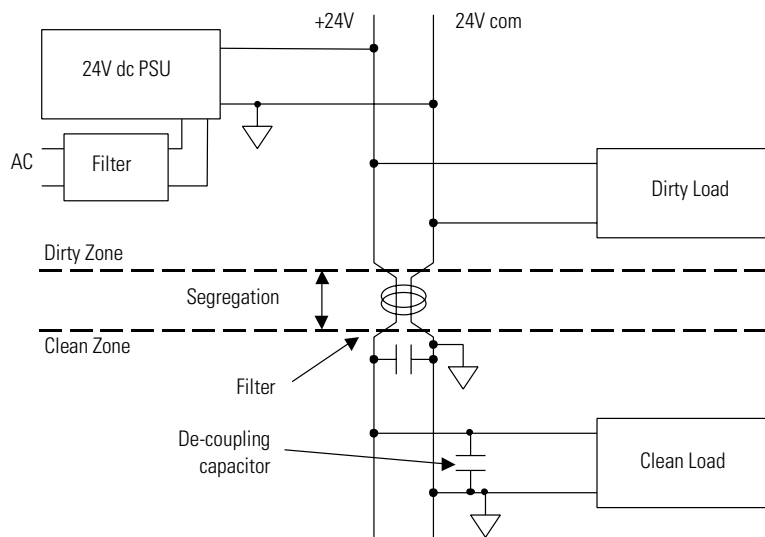 +24V
24V com
24V dc PSU
AC
Filter
Dirty Load
Dirty Zone
Segregation
Clean Zone
Filter
De-coupling
capacitor
Clean Load